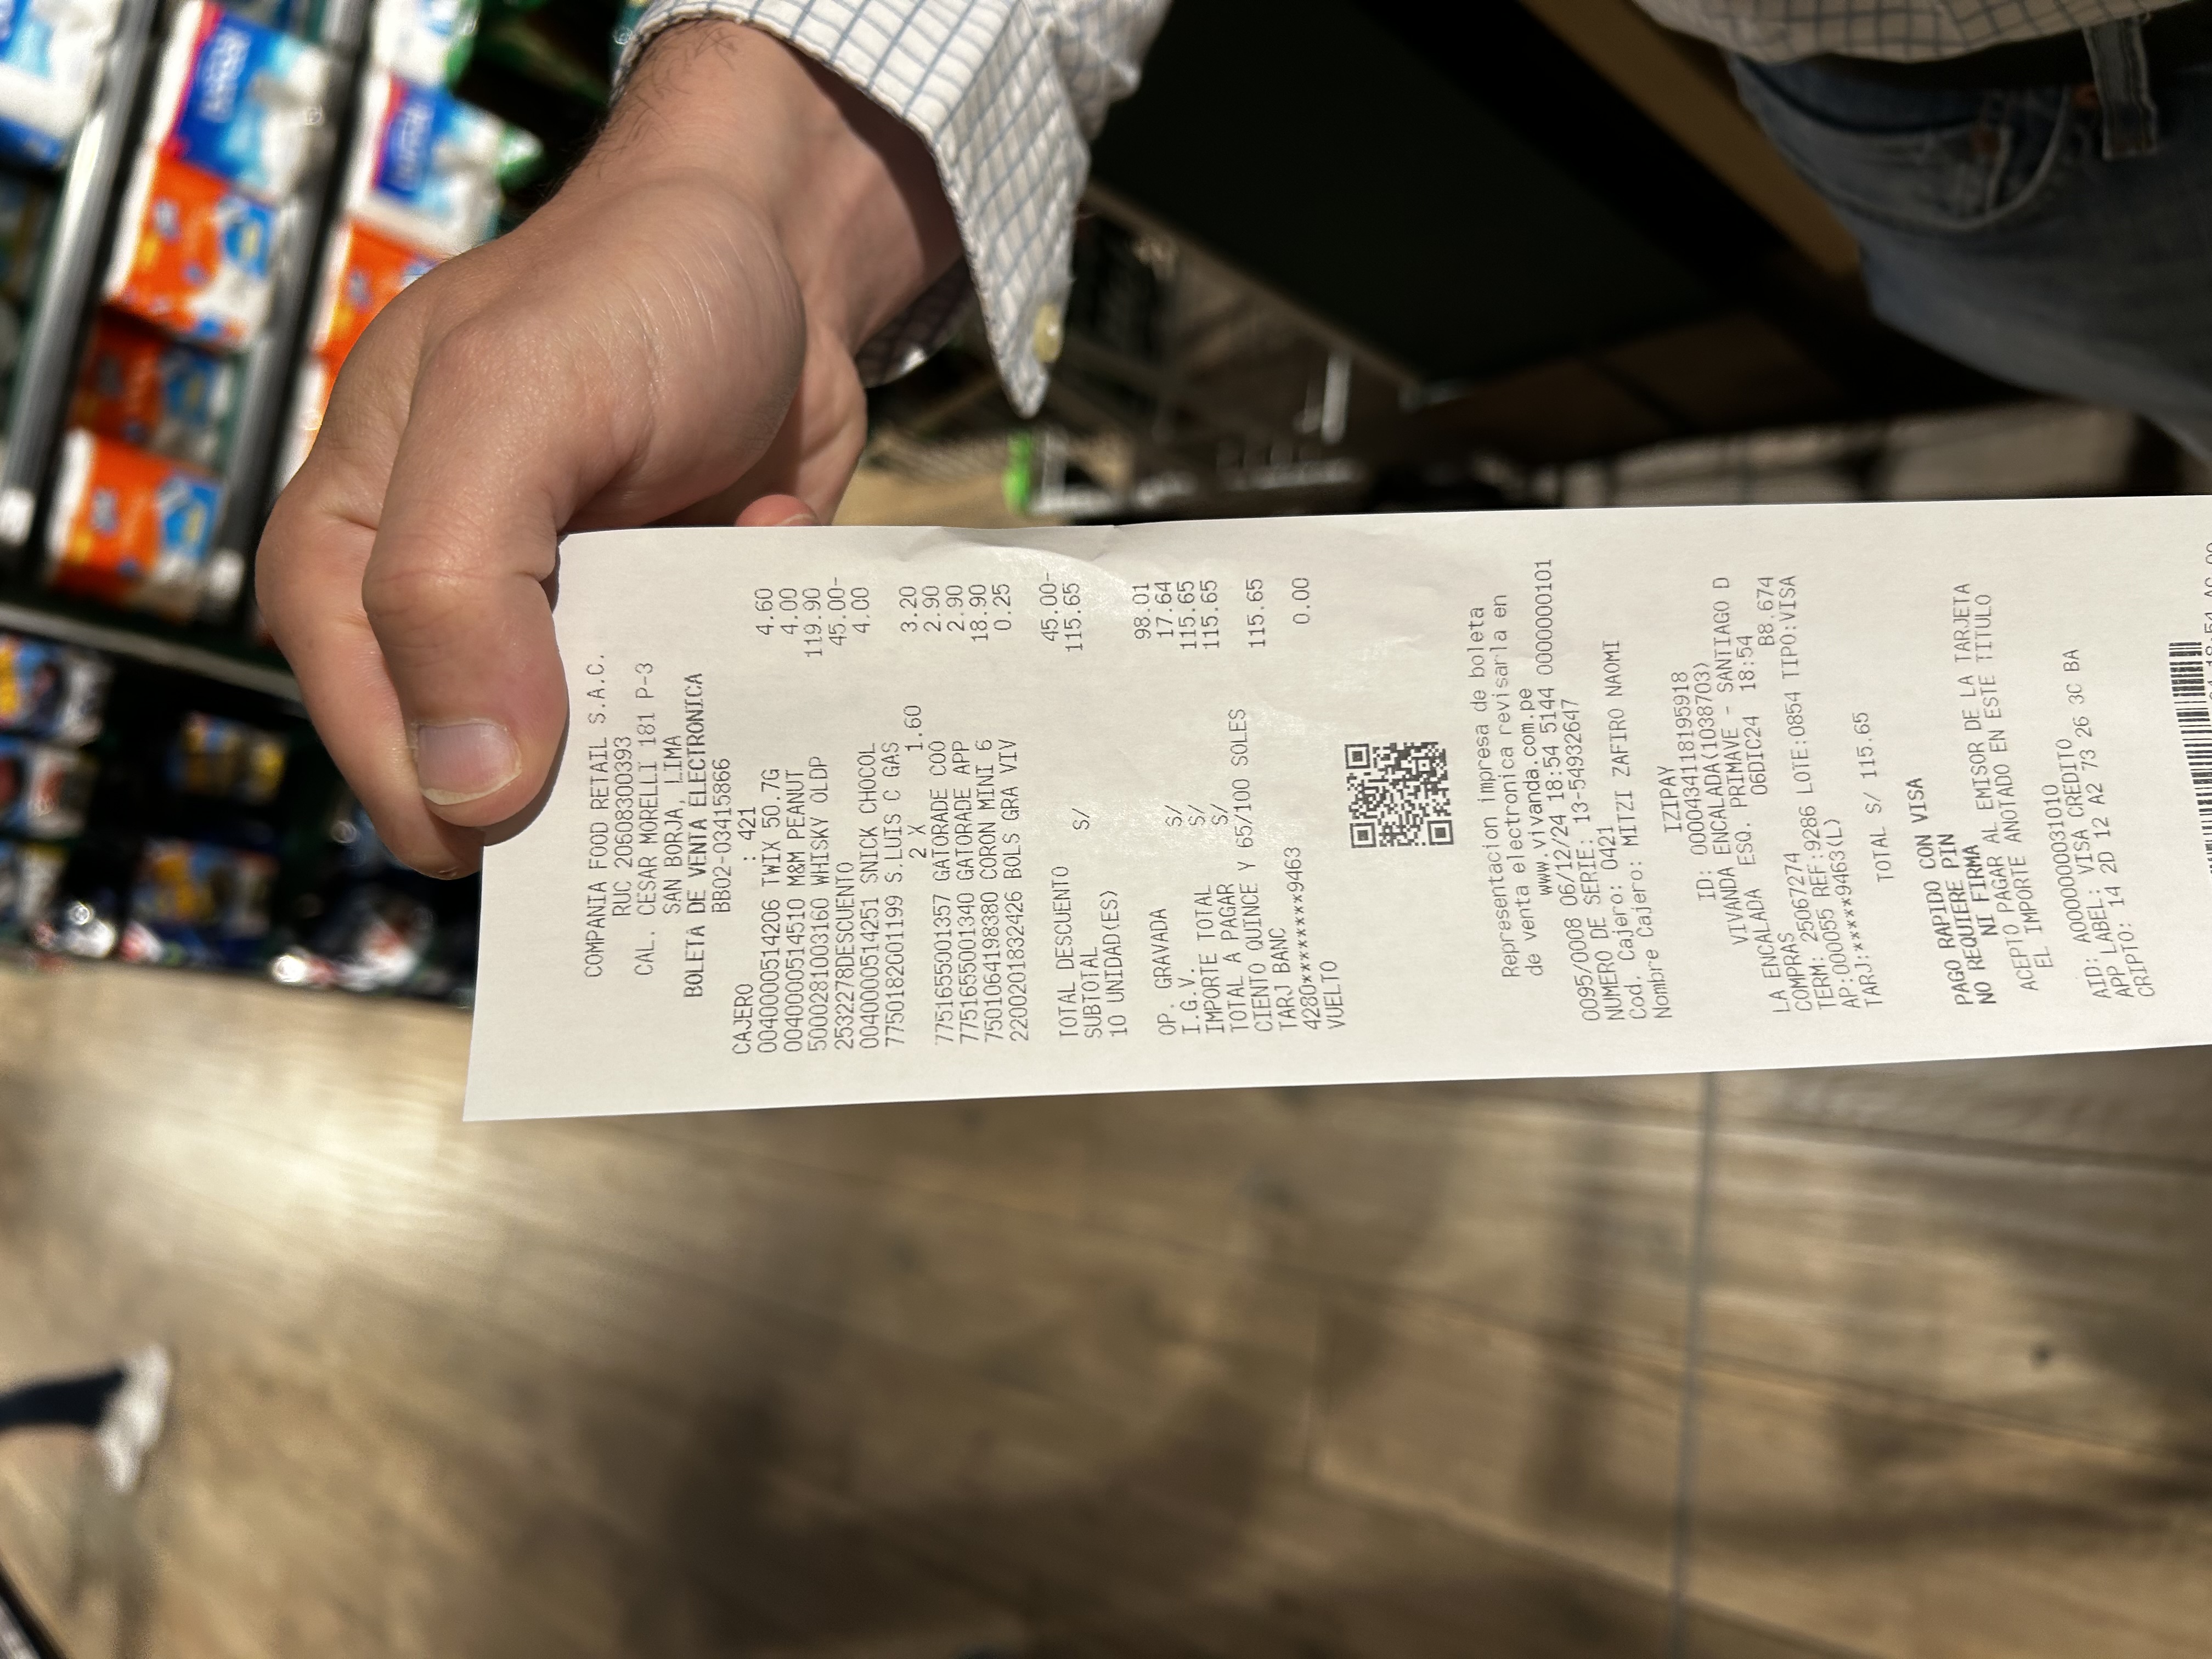 COMPANIA FOOD RETAIL S.A.C.
RUC 20608300393
CAL. CESAR MORELLI 181 P-3
SAN BORJA, LIMA
BOLETA DE VENTA ELECTRONICA
BB02-03415866
CAJERO : 421
0040000514206 TWIX 50.7G 4.60
0040000514510 M&M PEANUT 4.00
5000281003160 WHISKY OLDP 119.90
2532278DESCUENTO 45.00-
0040000514251 SNICK CHOCOL 4.00
7750182001199 S.LUIS C GAS
2 X 1.60 3.20
7751655001357 GATORADE COO 2.90
7751655001340 GATORADE APP 2.90
7501064198380 CORON MINI 6 18.90
2200201832426 BOLS GRA VIV 0.25
TOTAL DESCUENTO 45.00-
SUBTOTAL S/ 115.65
10 UNIDAD(ES)
OP. GRAVADA 98.01
I.G.V. S/ 17.64
IMPORTE TOTAL S/ 115.65
TOTAL A PAGAR S/ 115.65
CIENTO QUINCE Y 65/100 SOLES
TARJ BANC 115.65
4280********9463
VUELTO 0.00
Representacion impresa de boleta
de venta electronica revisarla en
www.vivanda.com.pe
0095/0008 06/12/24 18:54 5144 0000000101
NUMERO DE SERIE: 13-54932647
Cod. Cajero: 0421
Nombre Cajero: MITZI ZAFIRO NAOMI
IZIPAY
ID: 0000434118195918
VIVANDA ENCALADA(1038703)
LA ENCALADA ESQ. PRIMAVE - SANTIAGO D
COMPRAS 06DIC24 18:54
TERM: 25067274 B8.674
AP:000055 REF:9286 LOTE:0854 TIPO:VISA
TARJ:*****9463(L)
TOTAL S/ 115.65
PAGO RAPIDO CON VISA
NO REQUIERE PIN
NI FIRMA
ACEPTO PAGAR AL EMISOR DE LA TARJETA
EL IMPORTE ANOTADO EN ESTE TITULO
AID: A0000000031010
APP LABEL: VISA CREDITO
CRIPTO: 14 2D 12 A2 73 26 3C BA